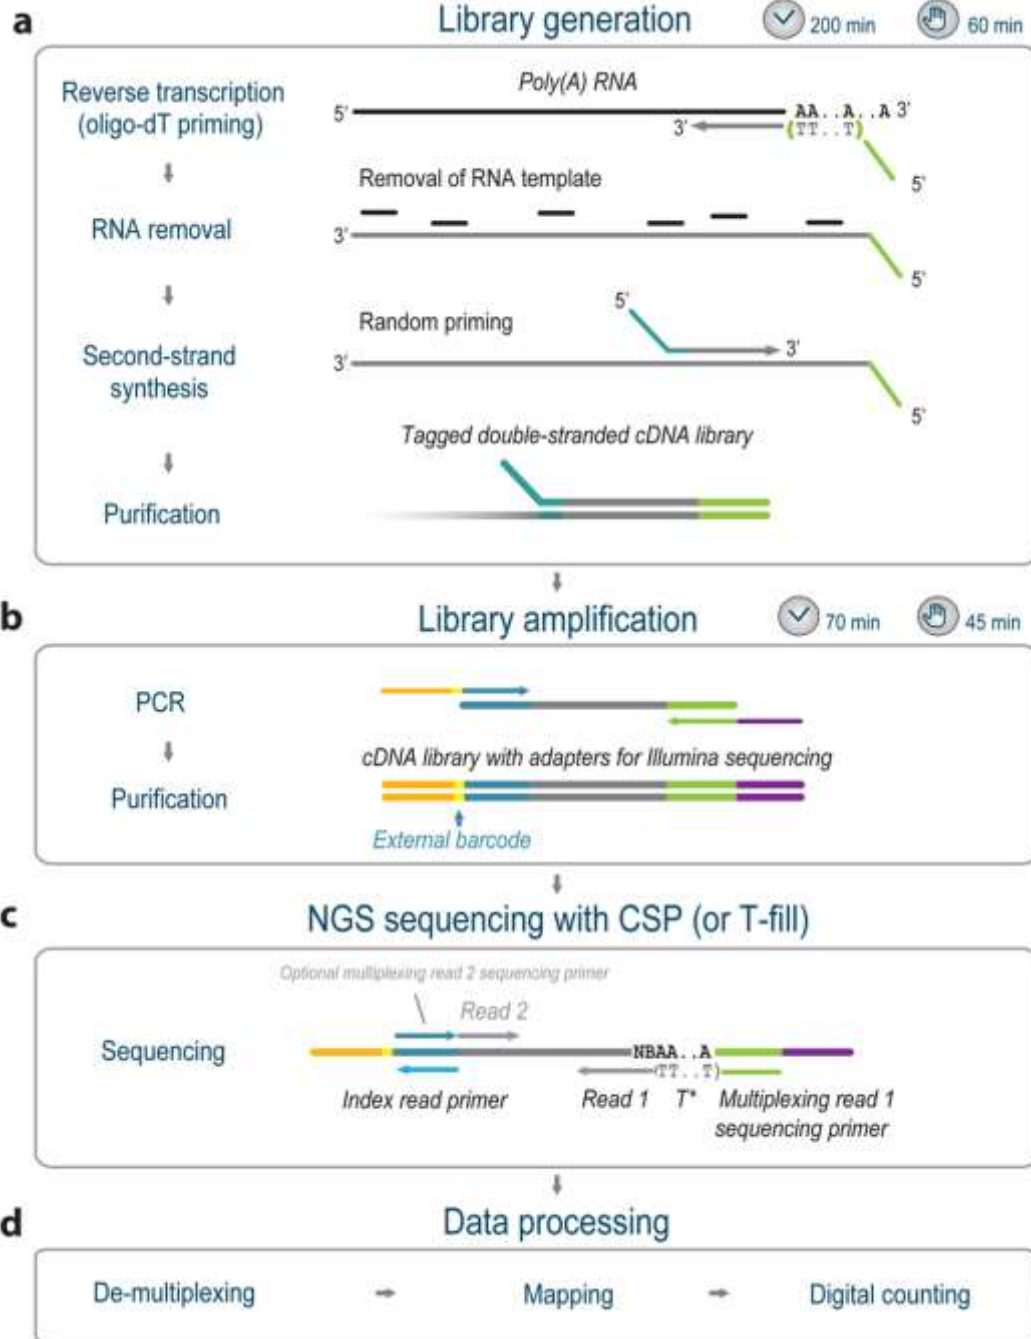 a
Library generation
200 min
60 min
Reverse transcription
(oligo-dT priming)
Poly(A) RNA
5'
AA..A..A 3'
3'
(TT..T)
5'
Removal of RNA template
RNA removal
3'
5'
5'
Random priming
3'
Second-strand
synthesis
3'
5'
Tagged double-stranded cDNA library
Purification
b
Library amplification
70 min
45 min
PCR
cDNA library with adapters for Illumina sequencing
Purification
External barcode
c
NGS sequencing with CSP (or T-fill)
Optional multiplexing read 2 sequencing primer
Read 2
Sequencing
NBAA..A
(TT..T)
Index read primer
Read 1
T*
Multiplexing read 1
sequencing primer
d
Data processing
De-multiplexing
Mapping
Digital counting